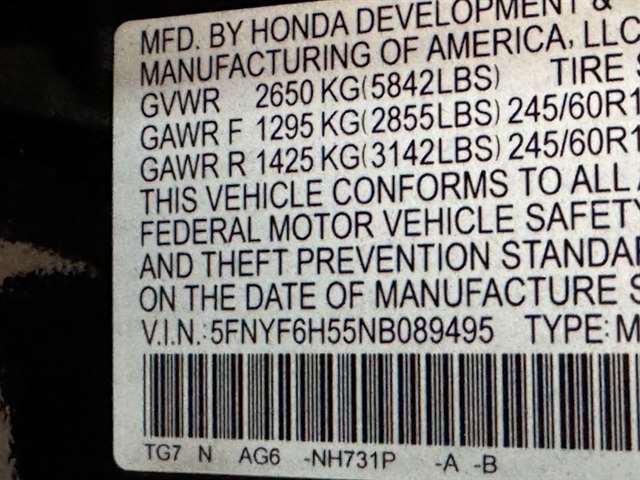 MFD. BY HONDA DEVELOPMENT &
MANUFACTURING OF AMERICA, LLC
GVWR 2650 KG(5842LBS) TIRE
GAWR F 1295 KG(2855LBS) 245/60R1
GAWR R 1425 KG(3142LBS) 245/60R1
THIS VEHICLE CONFORMS TO ALL
FEDERAL MOTOR VEHICLE SAFETY
AND THEFT PREVENTION STANDA
ON THE DATE OF MANUFACTURE S
V.I.N.: 5FNYF6H55NB089495 TYPE: M
TG7 N AG6 -NH731P -A -B